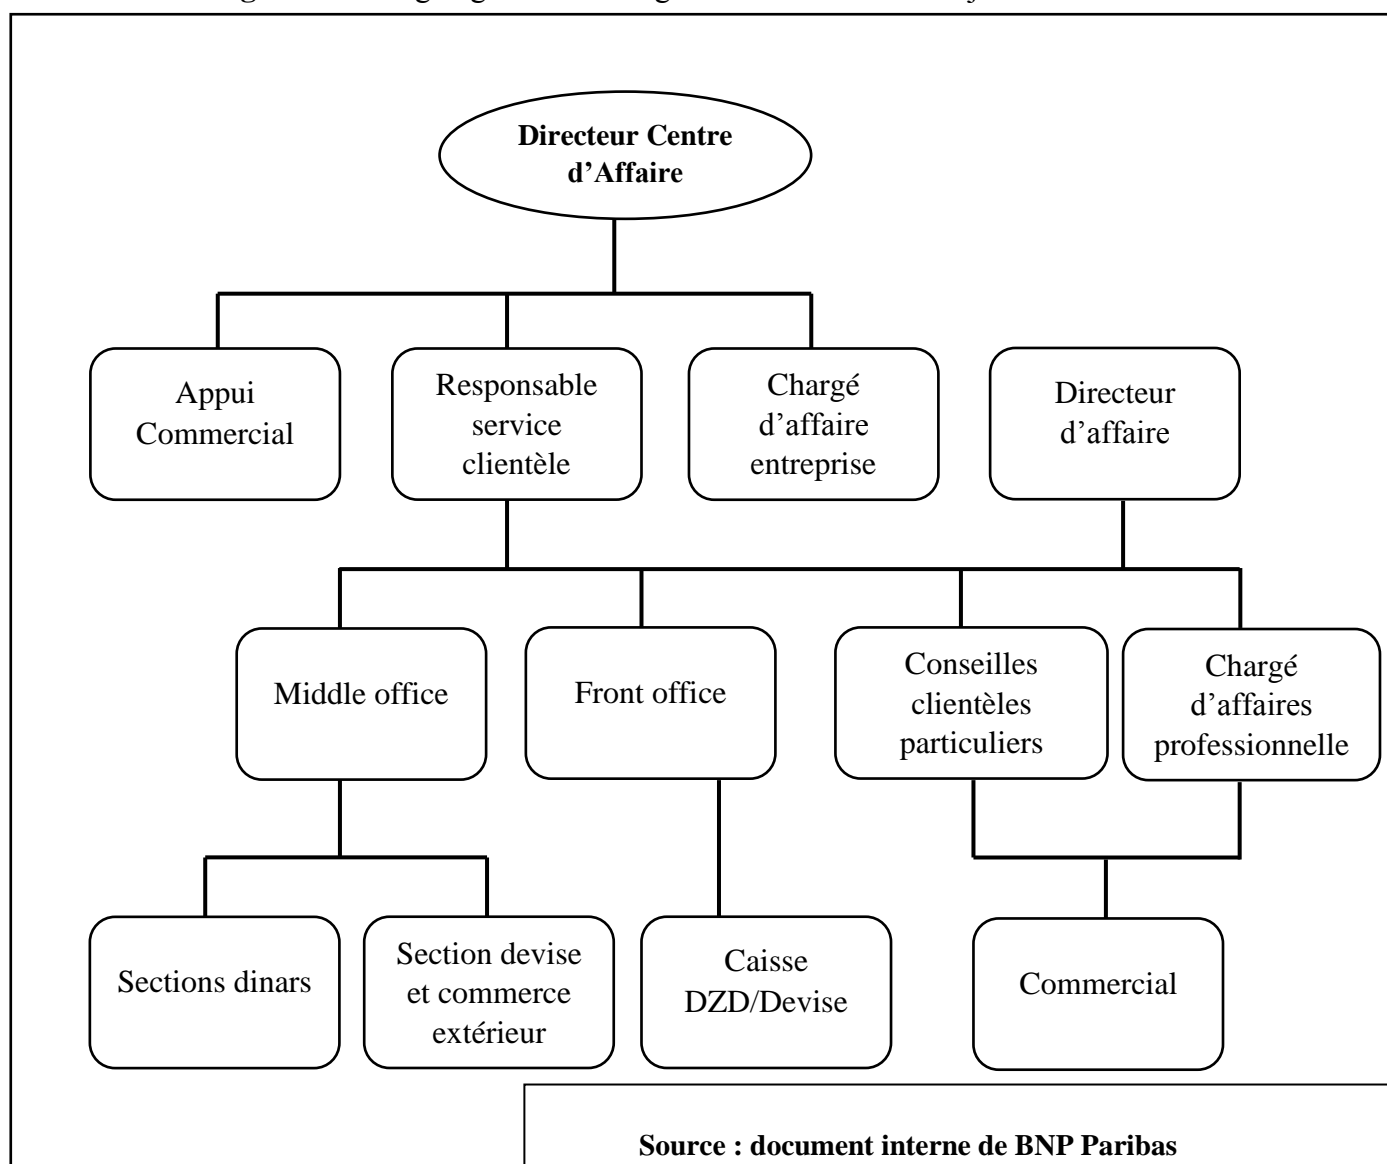 Directeur Centre
d’Affaire
Appui
Commercial
Responsable
service
clientèle
Chargé
d’affaire
entreprise
Directeur
d’affaire
Middle office
Front office
Conseilles
clientèles
particuliers
Chargé
d’affaires
professionnelle
Sections dinars
Section devise
et commerce
extérieur
Caisse
DZD/Devise
Commercial
Source : document interne de BNP Paribas